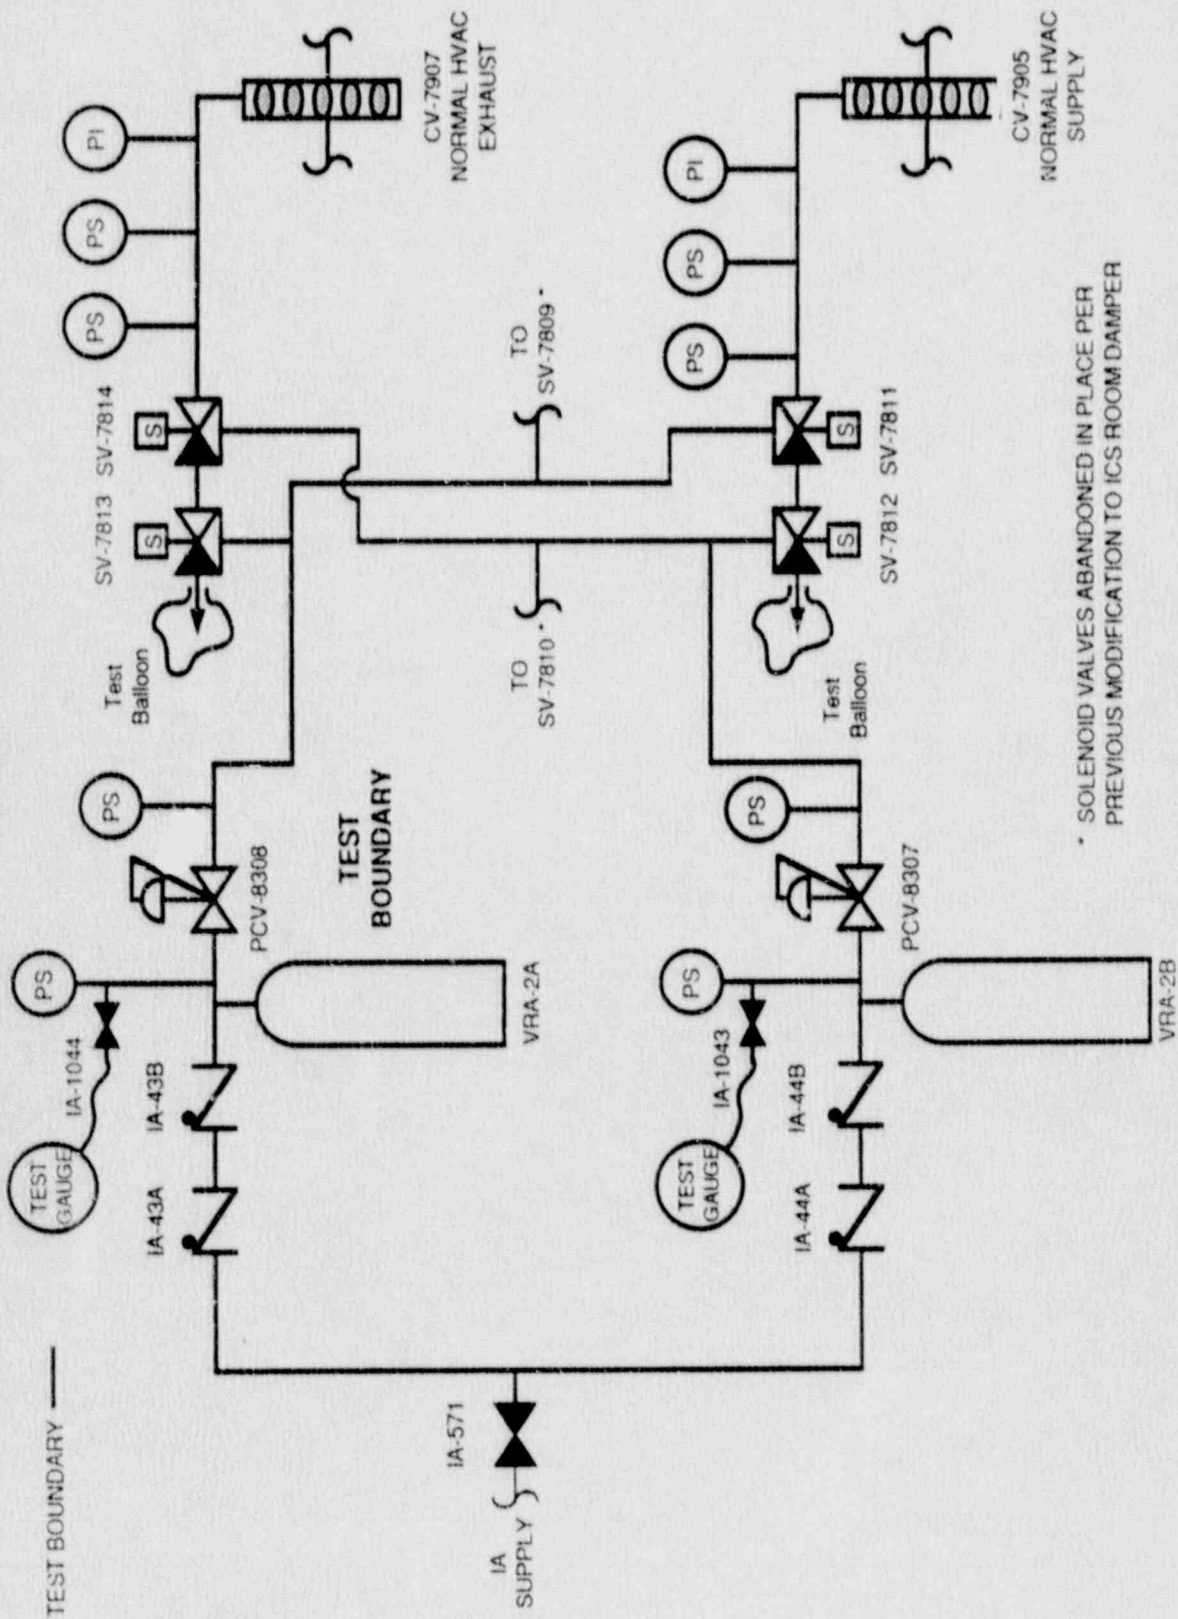 TEST BOUNDARY
IA
SUPPLY
IA-571
TEST
GAUGE
IA-1044
PS
IA-43A
IA-43B
VRA-2A
PCV-8308
PS
TEST
BOUNDARY
Test
Balloon
S
SV-7813
S
SV-7814
PS
PS
PI
CV-7907
NORMAL HVAC
EXHAUST
TO
SV-7810 *
TO
SV-7809 *
TEST
GAUGE
IA-1043
PS
IA-44A
IA-44B
VRA-2B
PCV-8307
PS
Test
Balloon
S
SV-7812
S
SV-7811
PS
PS
PI
CV-7905
NORMAL HVAC
SUPPLY
* SOLENOID VALVES ABANDONED IN PLACE PER
PREVIOUS MODIFICATION TO ICS ROOM DAMPER